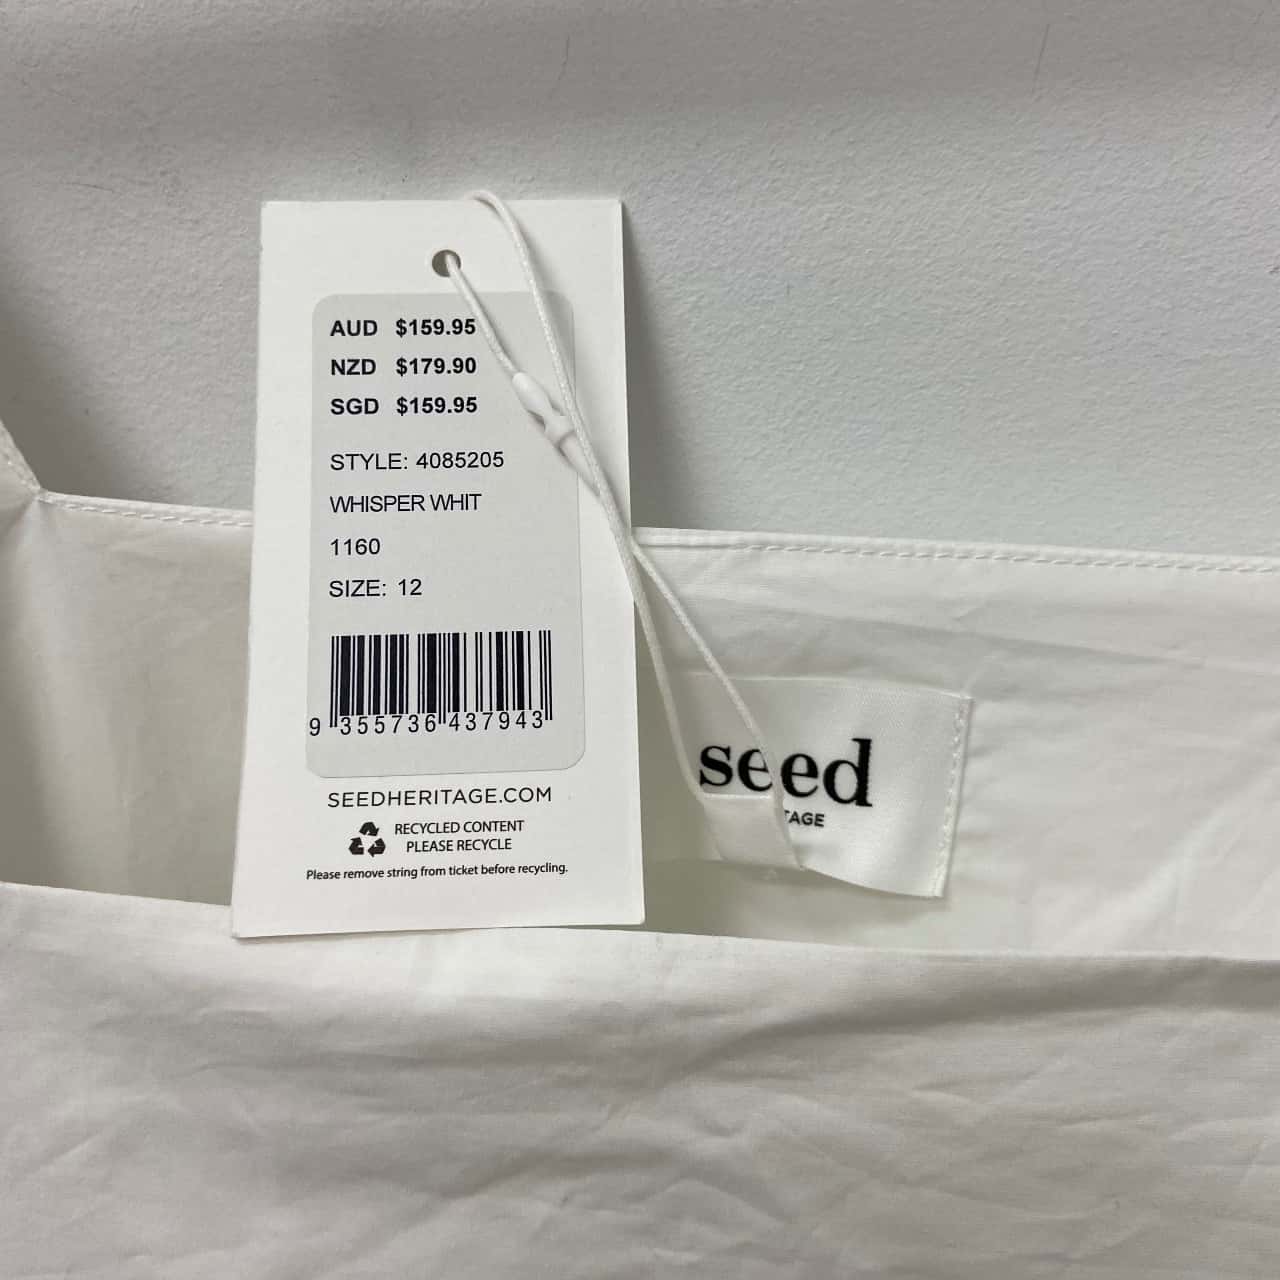 AUD $159.95
NZD $179.90
SGD $159.95
STYLE: 4085205
WHISPER WHIT
1160
SIZE: 12
9 355736 437943
SEEDHERITAGE.COM
RECYCLED CONTENT
PLEASE RECYCLE
Please remove string from ticket before recycling.
seed